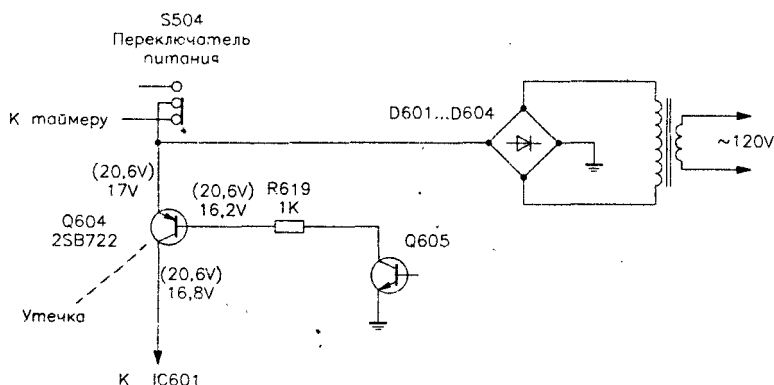 S504
Переключатель
питания
К таймеру
D601...D604
~120V
(20,6V)
17V
(20,6V)
16,2V
R619
1K
Q604
2SB722
Q605
(20,6V)
16,8V
Утечка
К IC601